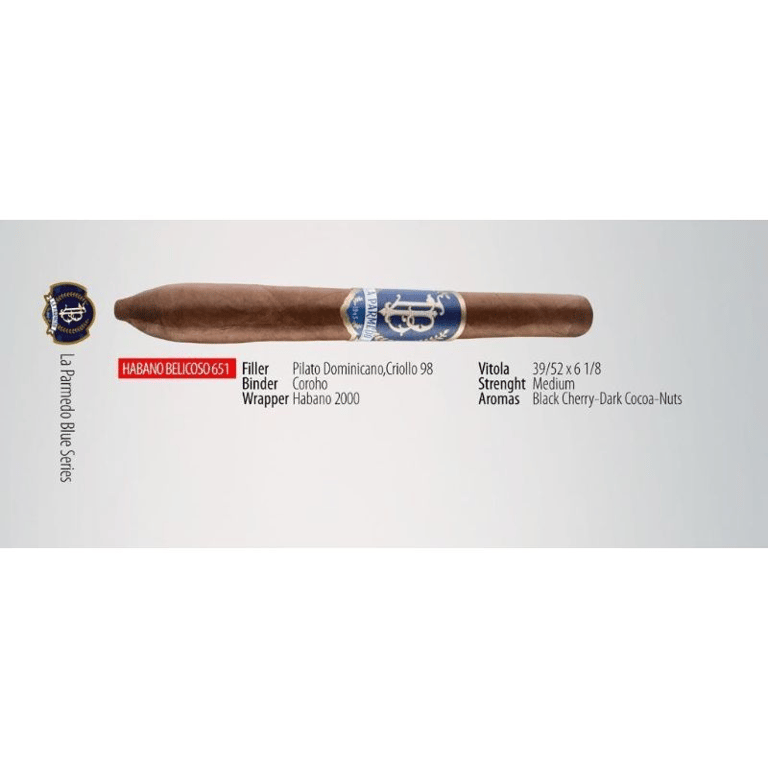 La Parmedo Blue Series
HABANO BELICOSO 651
Filler Pilato Dominicano,Criollo 98
Binder Coroho
Wrapper Habano 2000
Vitola 39/52 x 6 1/8
Strenght Medium
Aromas Black Cherry-Dark Cocoa-Nuts